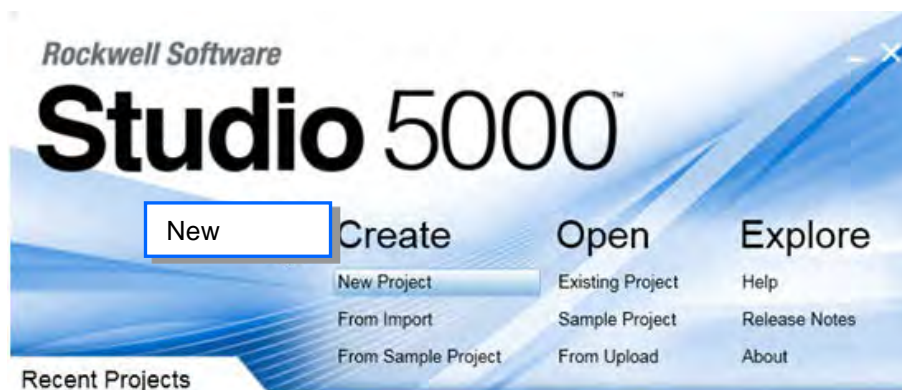 Rockwell Software
Studio 5000™
New
Create
New Project
From Import
From Sample Project
Open
Existing Project
Sample Project
From Upload
Explore
Help
Release Notes
About
Recent Projects